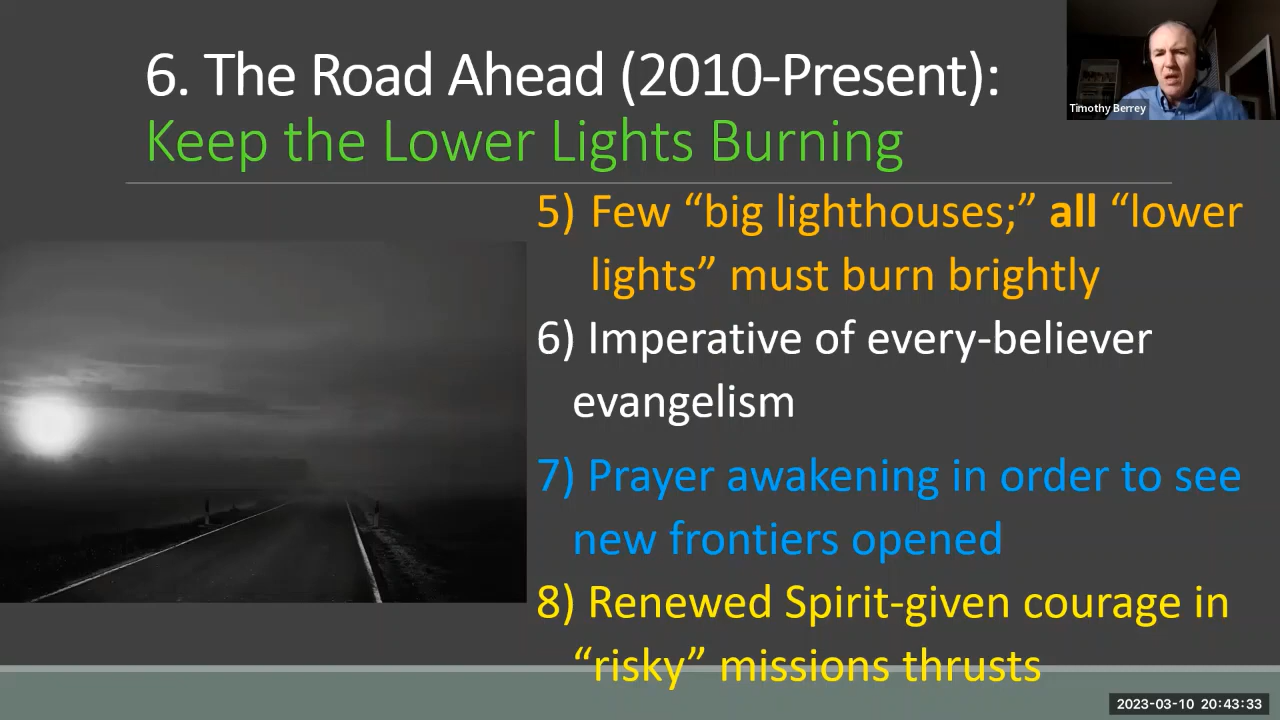 6. The Road Ahead (2010-Present):
Keep the Lower Lights Burning
Timothy Berrey
5) Few “big lighthouses;” all “lower
lights” must burn brightly
6) Imperative of every-believer
evangelism
7) Prayer awakening in order to see
new frontiers opened
8) Renewed Spirit-given courage in
“risky” missions thrusts
2023-03-10 20:43:33